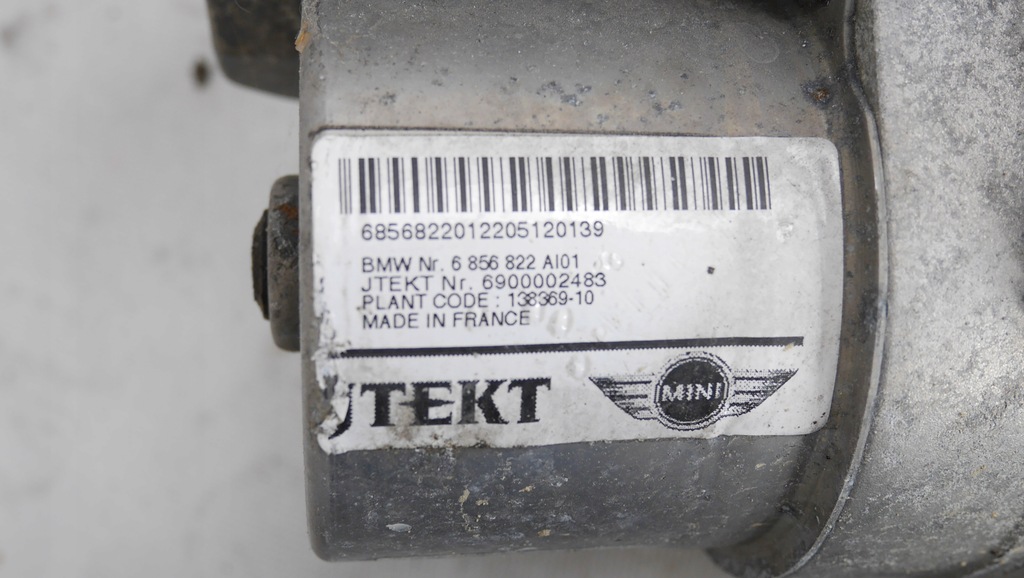 6856822012205120139
BMW Nr. 6 856 822 AI01
JTEKT Nr. 6900002483
PLANT CODE : 138369-10
MADE IN FRANCE
JTEKT
MINI